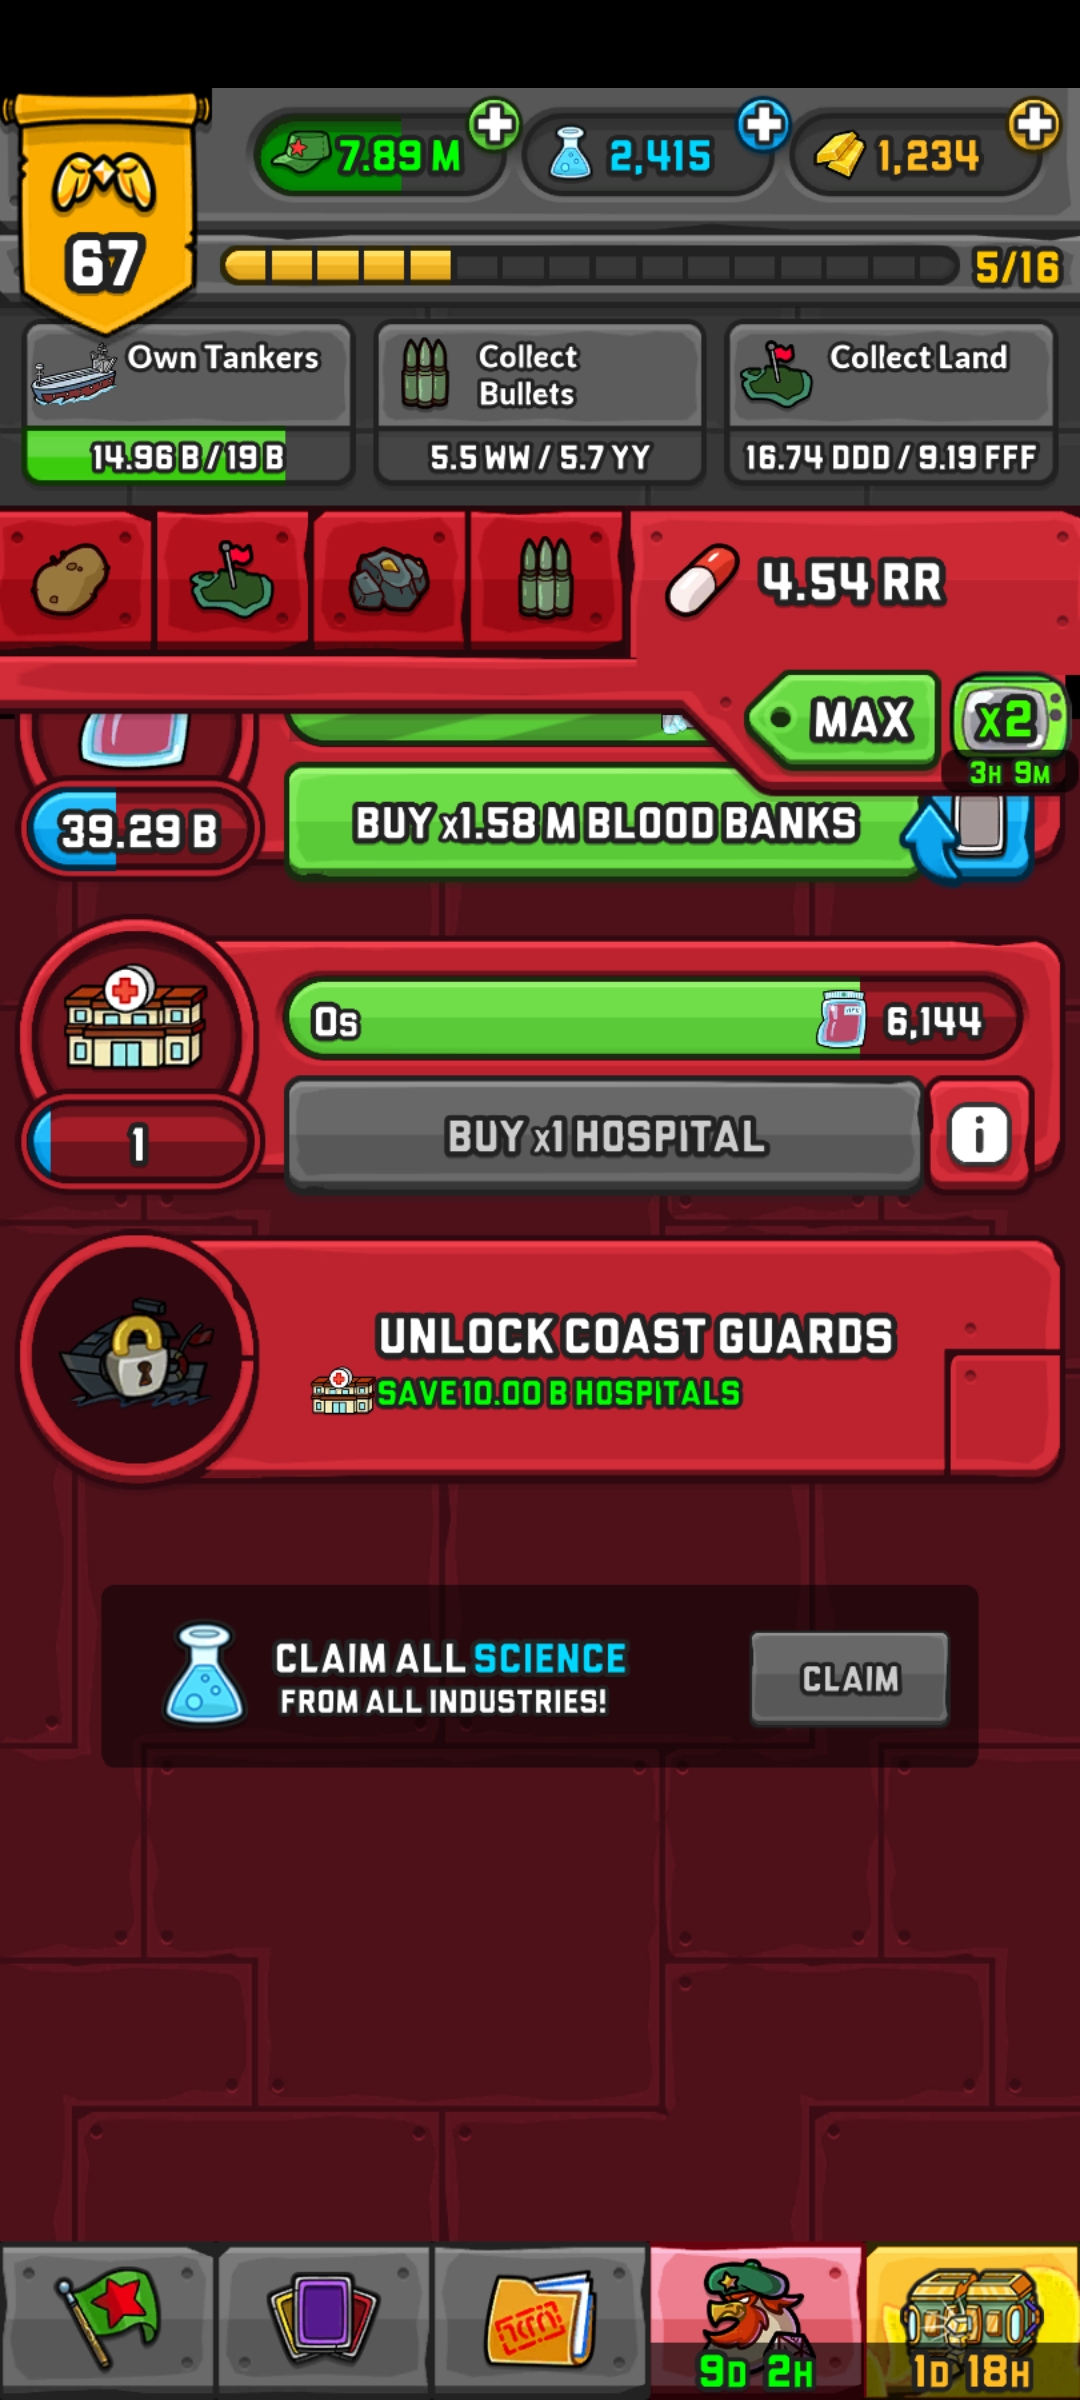 7.89 M
2,415
1,234
67
5/16
Own Tankers
Collect
Bullets
Collect Land
14.96 B / 19 B
5.5 WW / 5.7 YY
16.74 DDD / 9.19 FFF
4.54 RR
MAX
x2
3H 9M
39.29 B
BUY x1.58 M BLOOD BANKS
0s
6,144
1
BUY x1 HOSPITAL
i
UNLOCK COAST GUARDS
SAVE 10.00 B HOSPITALS
CLAIM ALL SCIENCE
FROM ALL INDUSTRIES!
CLAIM
9D 2H
1D 18H